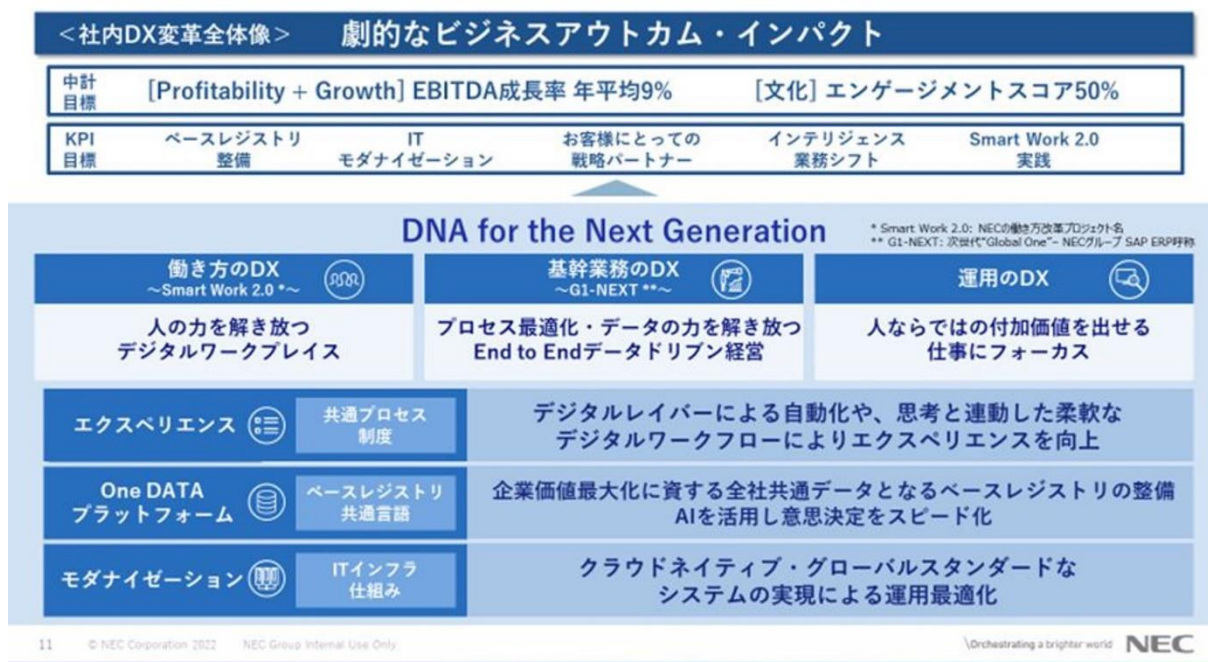 ＜社内DX変革全体像＞ 劇的なビジネスアウトカム・インパクト
中計
目標
[Profitability + Growth] EBITDA成長率 年平均9% [文化] エンゲージメントスコア50%
KPI
目標
ベースレジストリ
整備
IT
モダナイゼーション
お客様にとっての
戦略パートナー
インテリジェンス
業務シフト
Smart Work 2.0
実践
DNA for the Next Generation
* Smart Work 2.0: NECの働き方改革プロジェクト名
** G1-NEXT: 次世代"Global One"– NECグループ SAP ERP呼称
働き方のDX
～Smart Work 2.0 *～
基幹業務のDX
～G1-NEXT **～
運用のDX
人の力を解き放つ
デジタルワークプレイス
プロセス最適化・データの力を解き放つ
End to Endデータドリブン経営
人ならではの付加価値を出せる
仕事にフォーカス
エクスペリエンス
共通プロセス
制度
デジタルレイバーによる自動化や、思考と連動した柔軟な
デジタルワークフローによりエクスペリエンスを向上
One DATA
プラットフォーム
ベースレジストリ
共通言語
企業価値最大化に資する全社共通データとなるベースレジストリの整備
AIを活用し意思決定をスピード化
モダナイゼーション
ITインフラ
仕組み
クラウドネイティブ・グローバルスタンダードな
システムの実現による運用最適化
11 © NEC Corporation 2022 NEC Group Internal Use Only
\Orchestrating a brighter world NEC